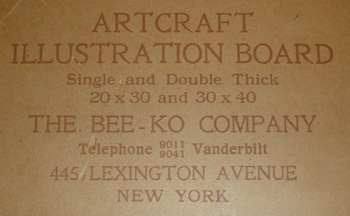 ARTCRAFT
ILLUSTRATION BOARD
Single and Double Thick
20 x 30 and 30 x 40
THE BEE-KO COMPANY
Telephone 9011 9041 Vanderbilt
445 LEXINGTON AVENUE
NEW YORK